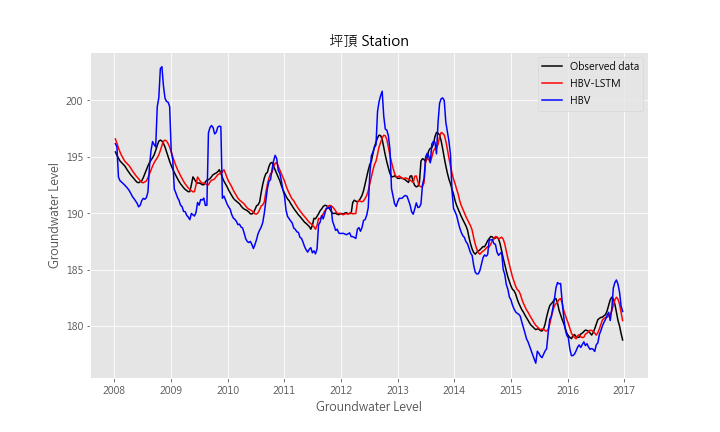 坪頂 Station
Observed data
HBV-LSTM
HBV
Groundwater Level
200
195
190
185
180
2008 2009 2010 2011 2012 2013 2014 2015 2016 2017
Groundwater Level